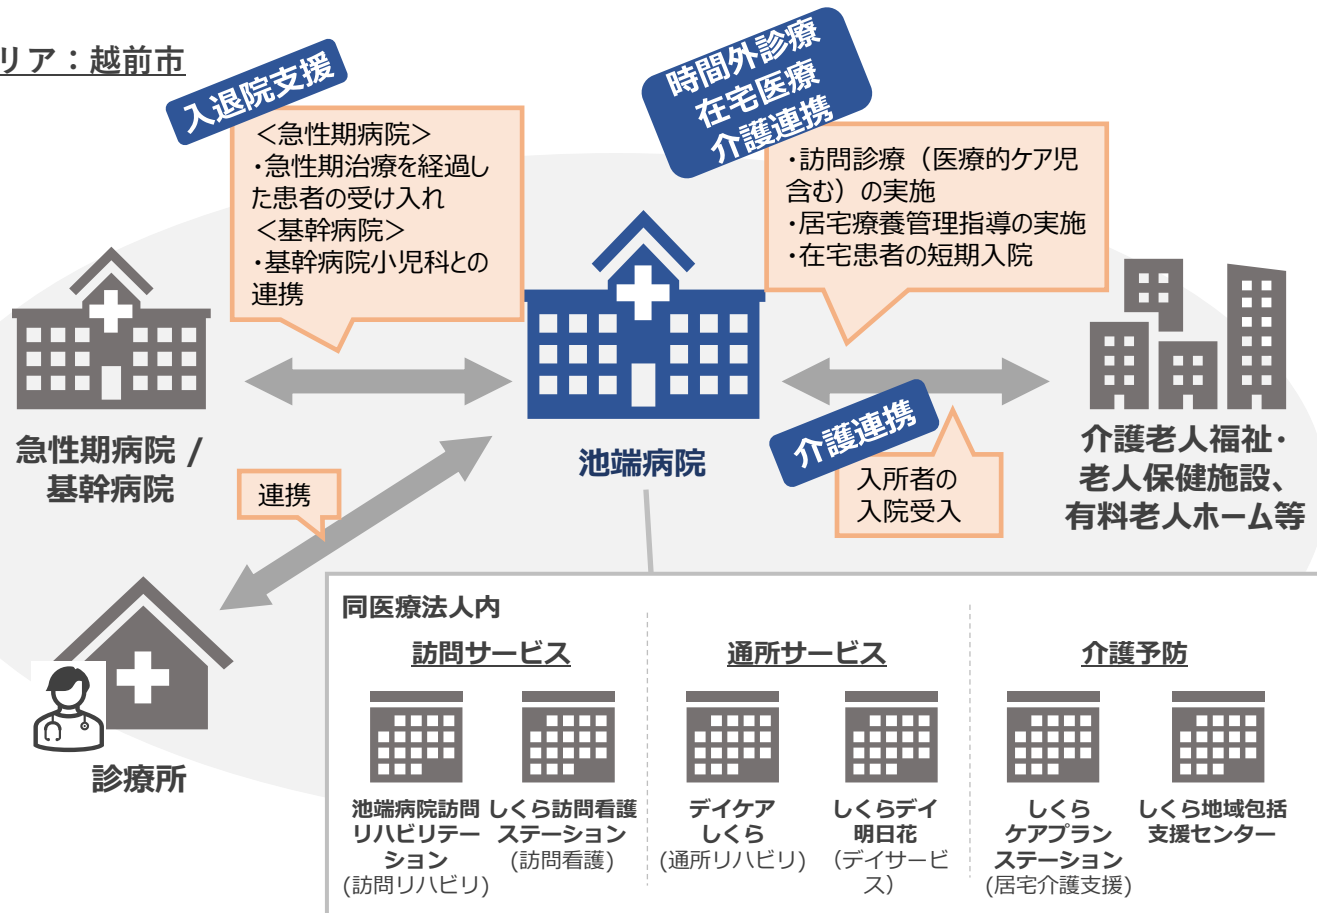 リア：越前市
入退院支援
＜急性期病院＞
・急性期治療を経過し
た患者の受け入れ
＜基幹病院＞
・基幹病院小児科との
連携
時間外診療
在宅医療
介護連携
・訪問診療（医療的ケア児
含む）の実施
・居宅療養管理指導の実施
・在宅患者の短期入院
急性期病院 /
基幹病院
池端病院
介護連携
入所者の
入院受入
介護老人福祉・
老人保健施設、
有料老人ホーム等
連携
診療所
同医療法人内
訪問サービス
池端病院訪問
リハビリテー
ション
(訪問リハビリ)
しくら訪問看護
ステーション
(訪問看護)
通所サービス
デイケア
しくら
(通所リハビリ)
しくらデイ
明日花
（デイサービ
ス）
介護予防
しくら
ケアプラン
ステーション
(居宅介護支援)
しくら地域包括
支援センター